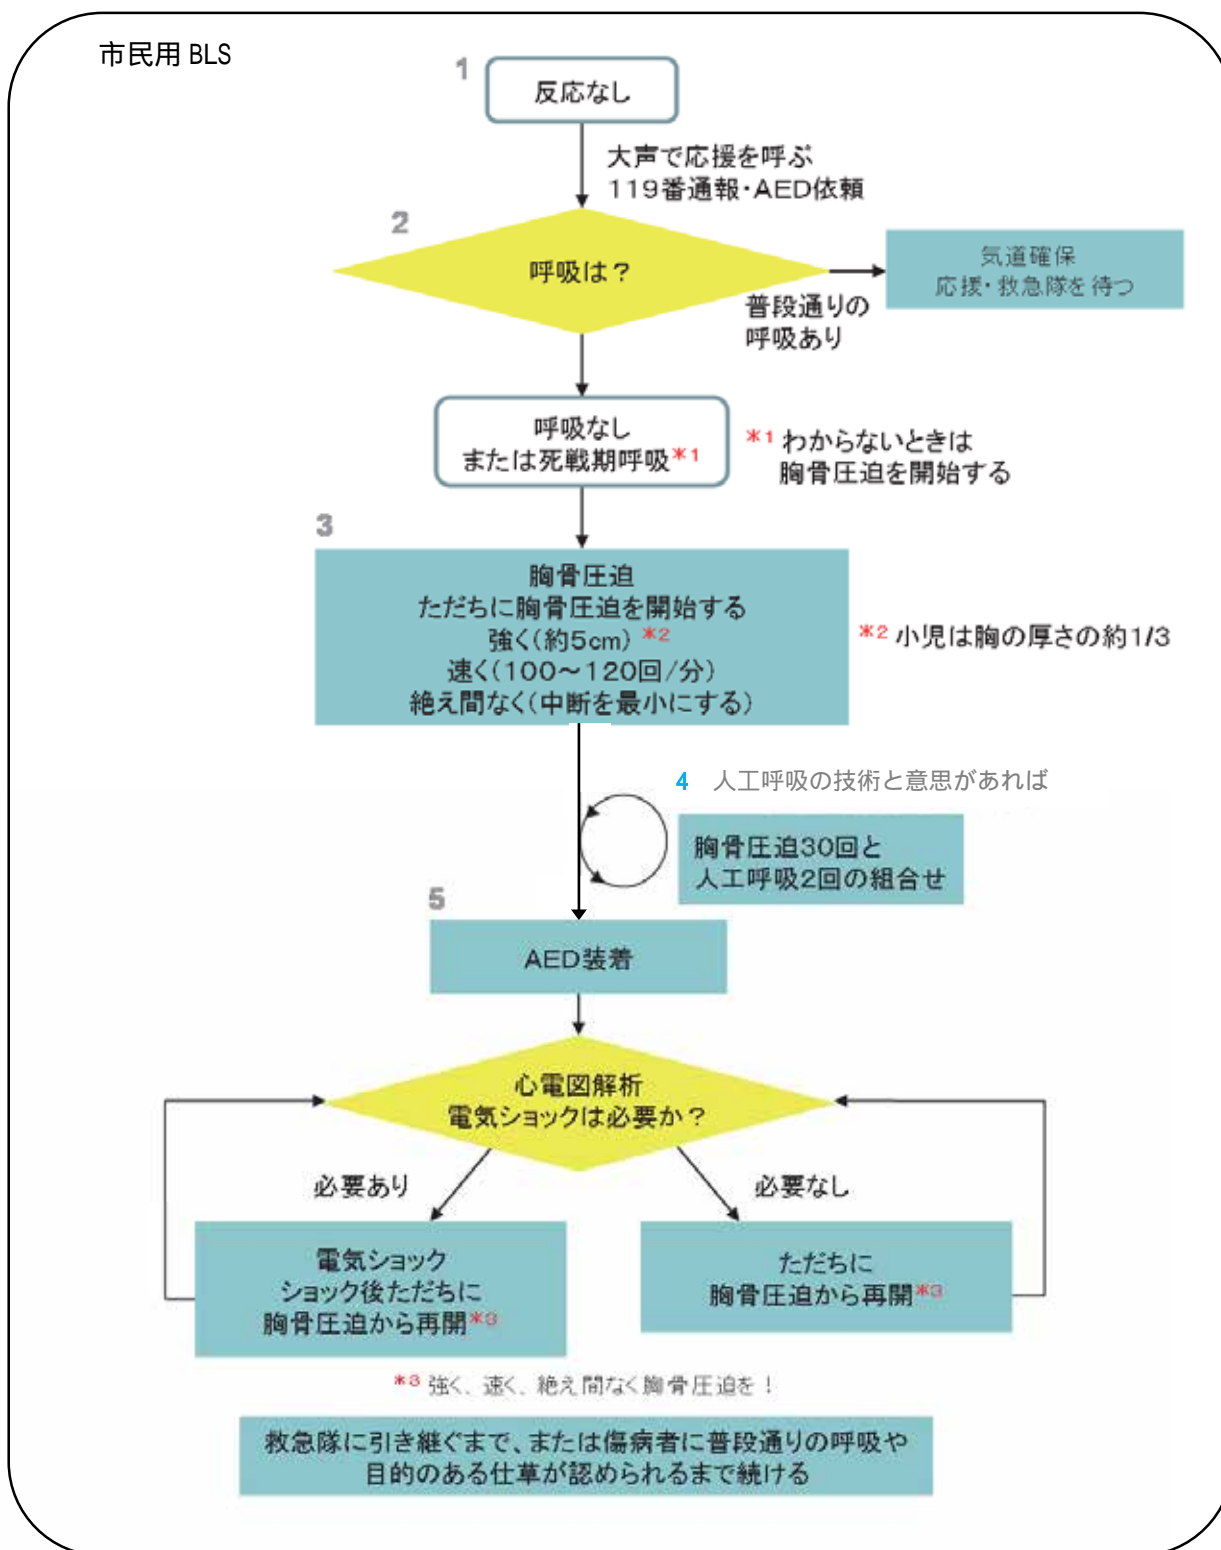 市民用 BLS
1
反応なし
大声で応援を呼ぶ
119番通報・AED依頼
2
呼吸は？
気道確保
応援・救急隊を待つ
普段通りの
呼吸あり
呼吸なし
または死戦期呼吸*1
*1 わからないときは
胸骨圧迫を開始する
3
胸骨圧迫
ただちに胸骨圧迫を開始する
強く(約5cm) *2
速く(100～120回/分)
絶え間なく(中断を最小にする)
*2 小児は胸の厚さの約1/3
4 人工呼吸の技術と意思があれば
胸骨圧迫30回と
人工呼吸2回の組合せ
5
AED装着
心電図解析
電気ショックは必要か？
必要あり
必要なし
電気ショック
ショック後ただちに
胸骨圧迫から再開*3
ただちに
胸骨圧迫から再開*3
*3 強く、速く、絶え間なく胸骨圧迫を！
救急隊に引き継ぐまで、または傷病者に普段通りの呼吸や
目的のある仕草が認められるまで続ける